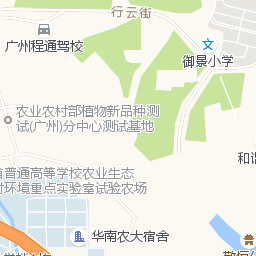 行云街
广州程通驾校
御景小学
农业农村部植物新品种测
试(广州)分中心测试基地
和谐
普通高等学校农业生态
环境重点实验室试验农场
华南农大宿舍